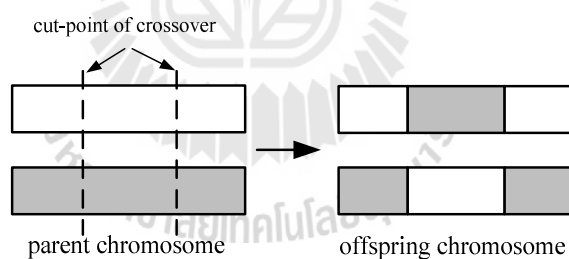 cut-point of crossover
parent chromosome
offspring chromosome